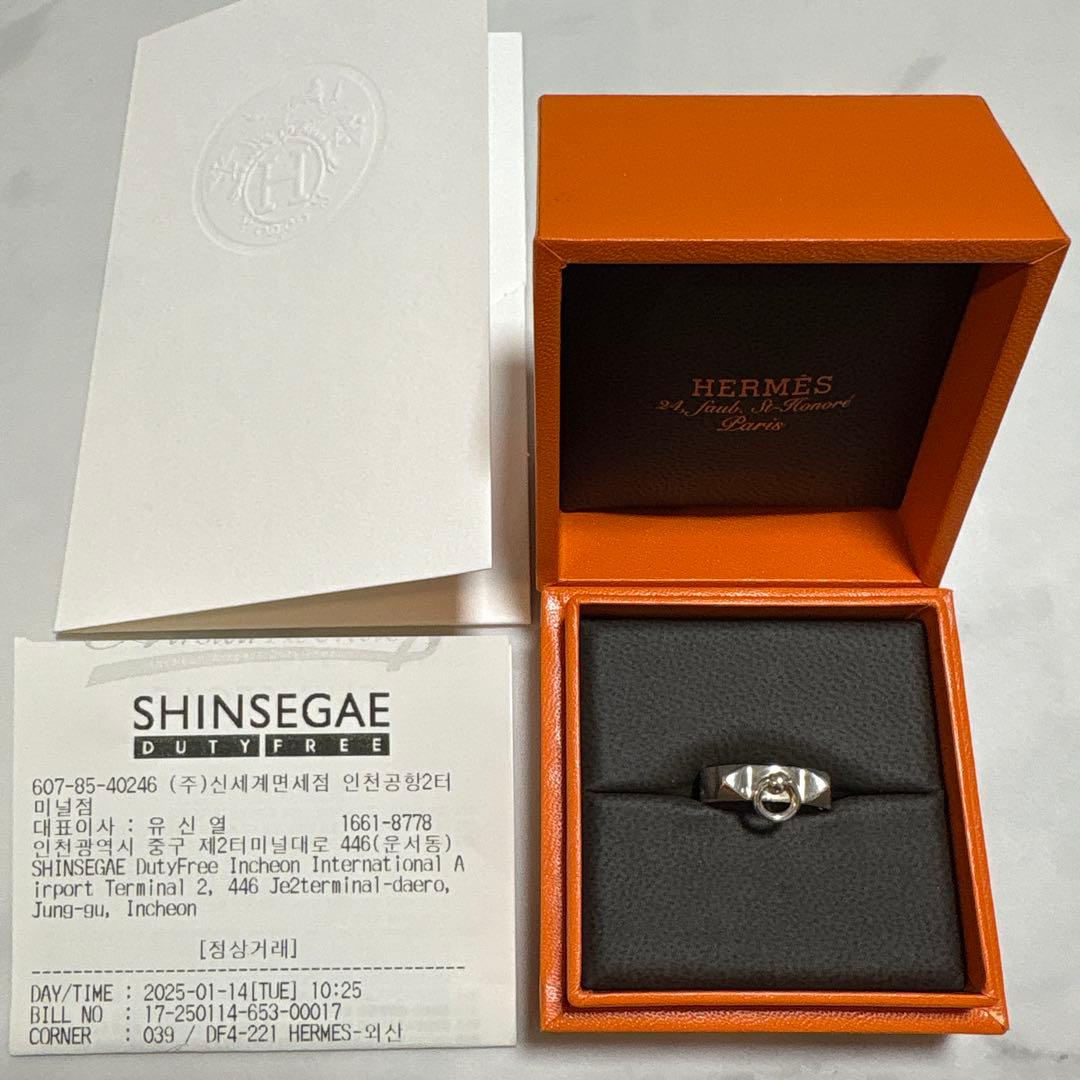 H
HERMÈS
24, faub. St-Honoré
Paris
SHINSEGAE
DUTY FREE
607-85-40246 (주)신세계면세점 인천공항2터
미널점
대표이사 : 유 신 열 1661-8778
인천광역시 중구 제2터미널대로 446(운서동)
SHINSEGAE DutyFree Incheon International A
irport Terminal 2, 446 Je2terminal-daero,
Jung-gu, Incheon
[정상거래]
DAY/TIME : 2025-01-14[TUE] 10:25
BILL NO : 17-250114-653-00017
CORNER : 039 / DF4-221 HERMES-외산